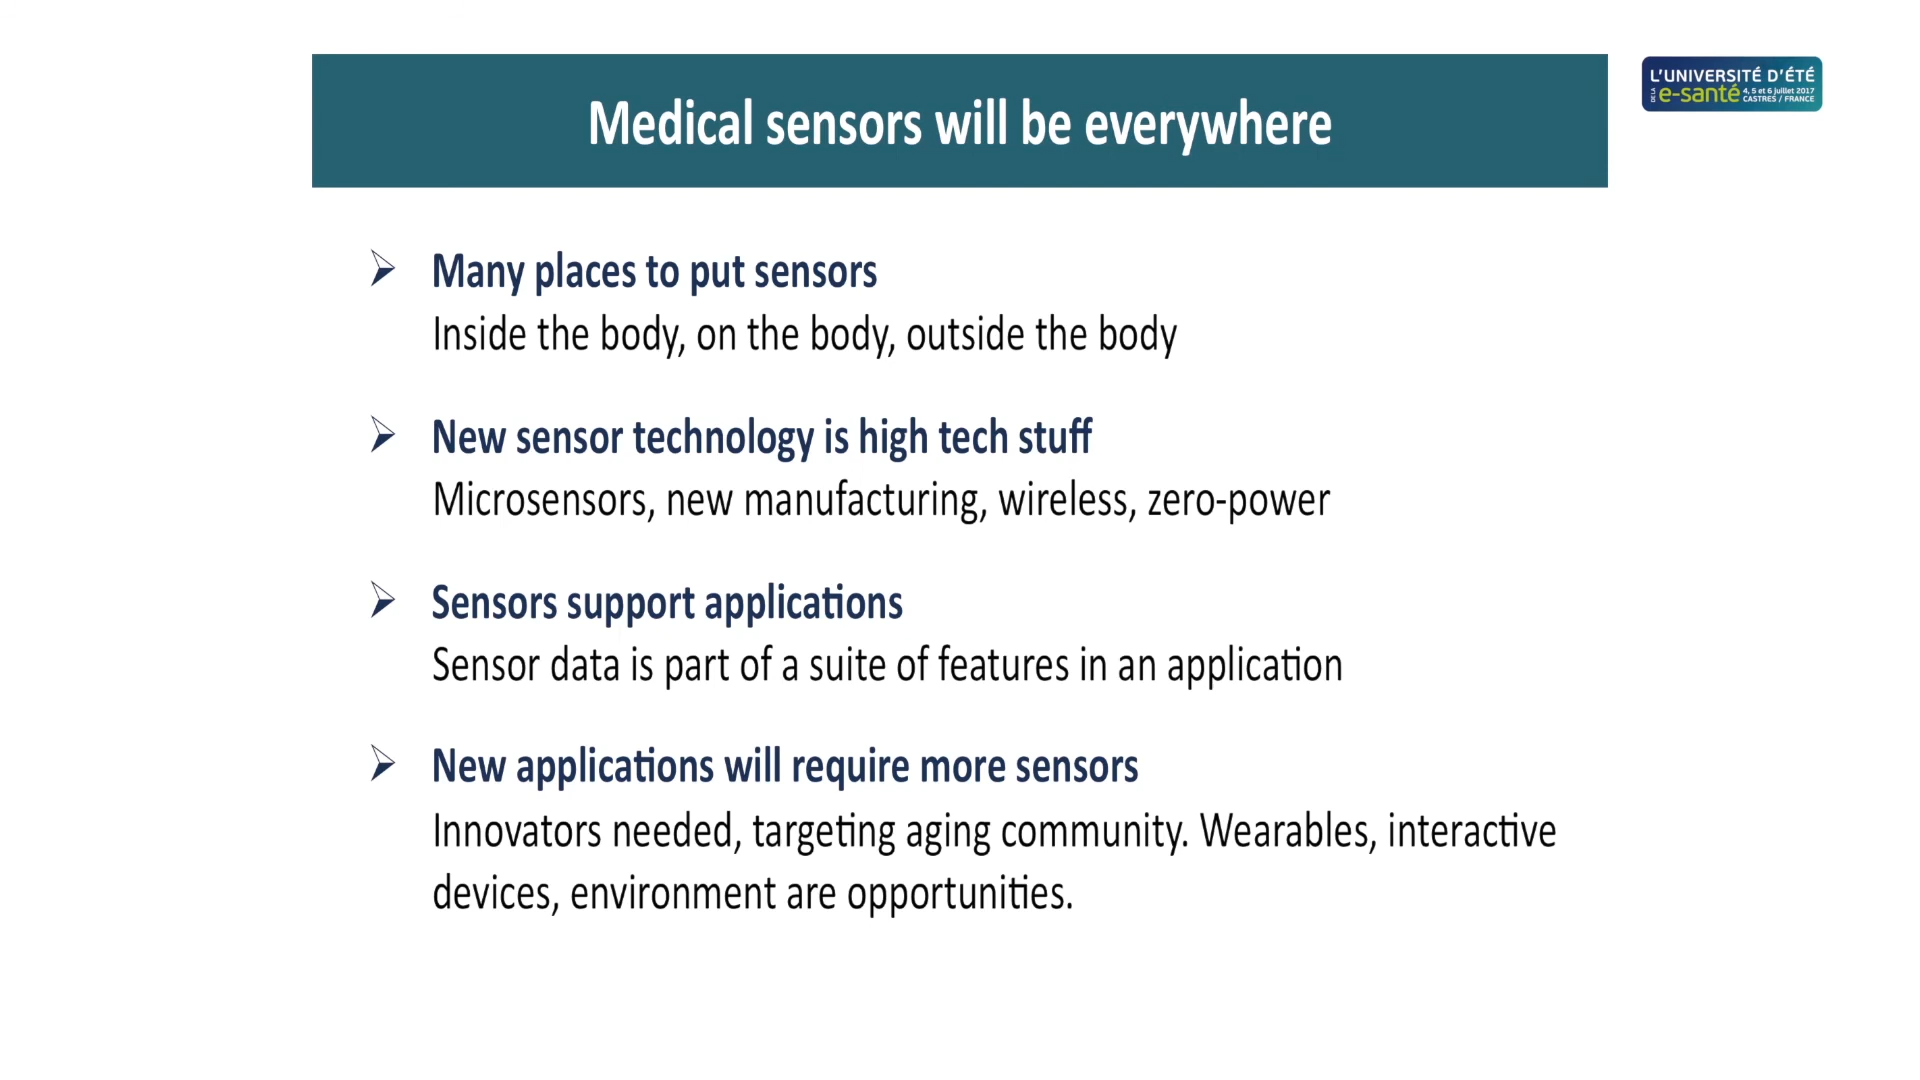 Medical sensors will be everywhere
L'UNIVERSITÉ D'ÉTÉ
DE LA e-santé 4, 5 et 6 juillet 2017
CASTRES / FRANCE
Many places to put sensors
Inside the body, on the body, outside the body
New sensor technology is high tech stuff
Microsensors, new manufacturing, wireless, zero-power
Sensors support applications
Sensor data is part of a suite of features in an application
New applications will require more sensors
Innovators needed, targeting aging community. Wearables, interactive
devices, environment are opportunities.